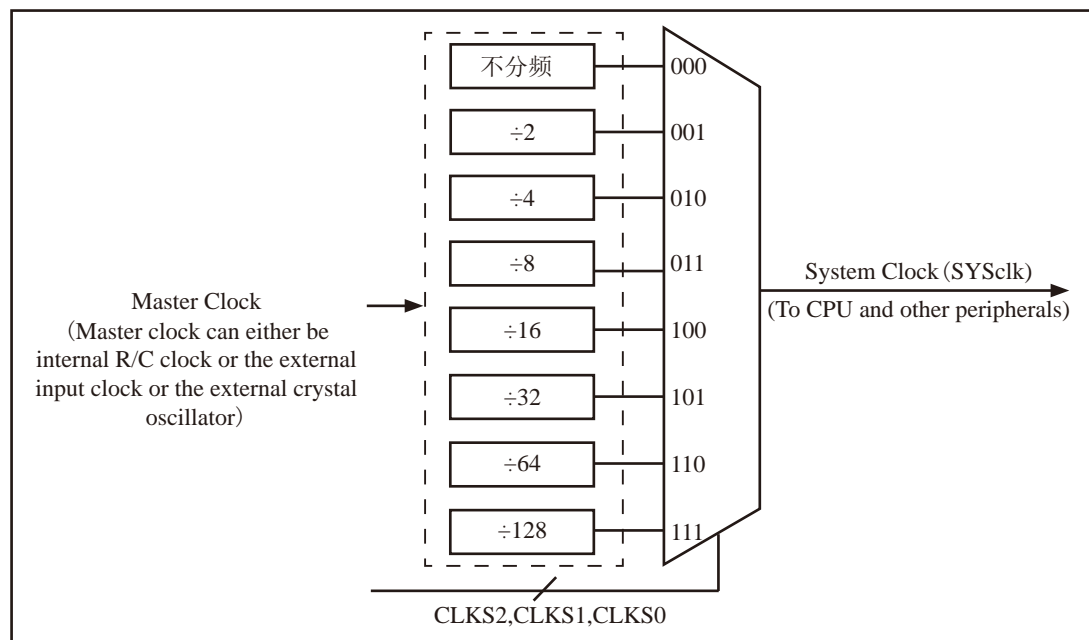 不分频
000
÷2
001
÷4
010
÷8
011
÷16
100
÷32
101
÷64
110
÷128
111
Master Clock
（Master clock can either be
internal R/C clock or the external
input clock or the external crystal
oscillator）
System Clock（SYSclk）
（To CPU and other peripherals）
CLKS2,CLKS1,CLKS0